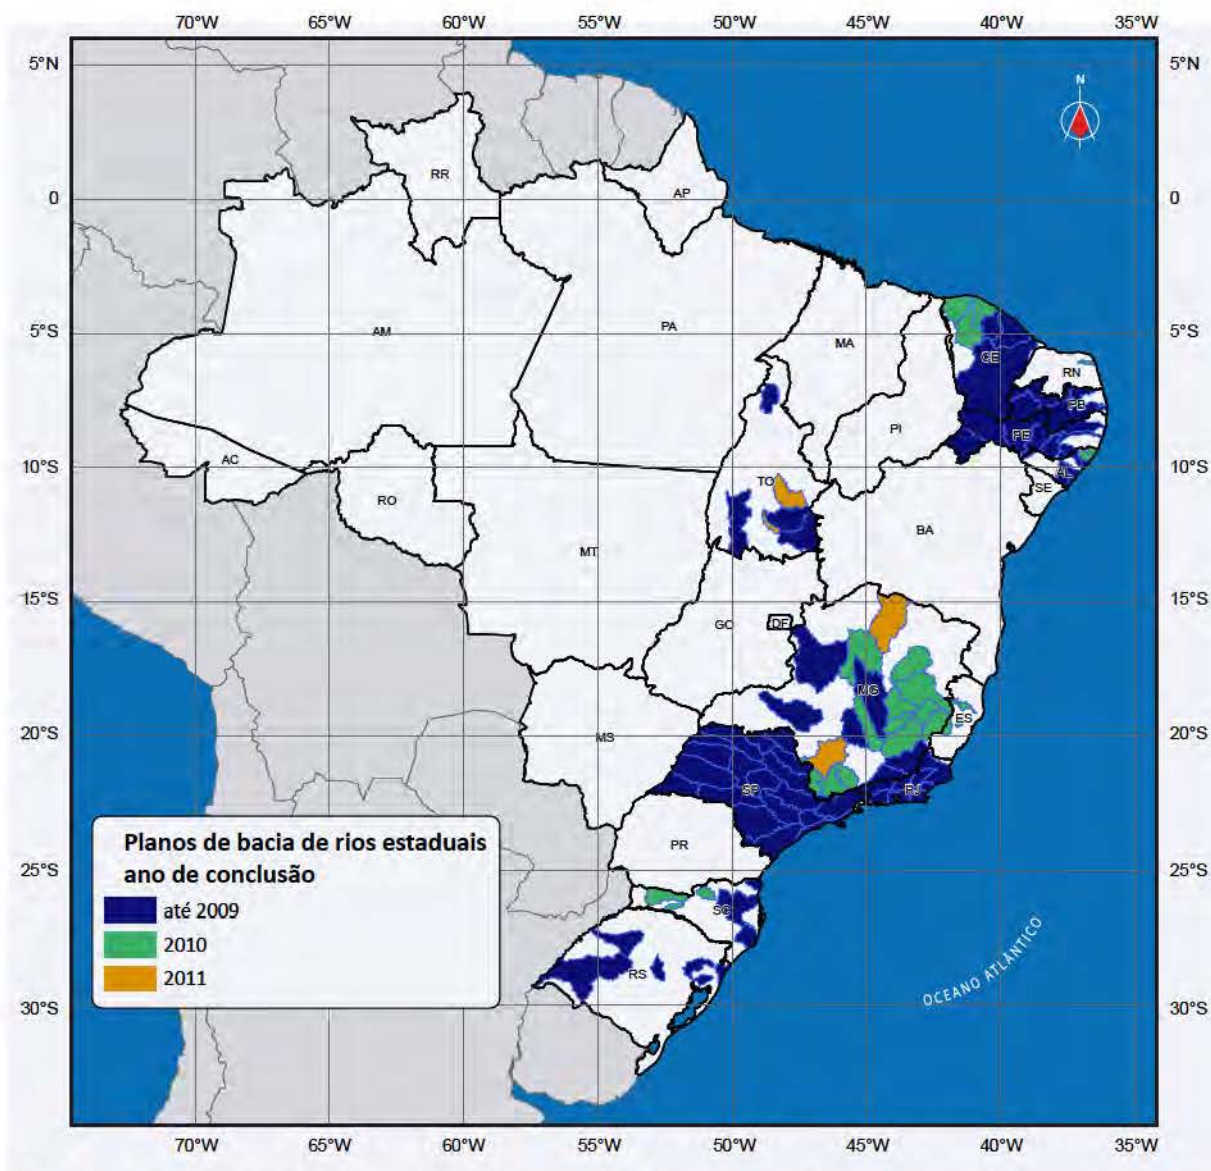 70°W 65°W 60°W 55°W 50°W 45°W 40°W 35°W
5°N 5°N
N
RR
AP
0 0
AM
PA
MA
CE
RN
5°S 5°S
PB
PI
PE
AC
TO
AL
10°S 10°S
SE
RO
BA
MT
15°S 15°S
GO
DF
MG
ES
20°S 20°S
MS
SP
RJ
PR
Planos de bacia de rios estaduais
ano de conclusão
25°S 25°S
até 2009
SC
2010
2011
RS
OCEANO ATLÂNTICO
30°S 30°S
70°W 65°W 60°W 55°W 50°W 45°W 40°W 35°W